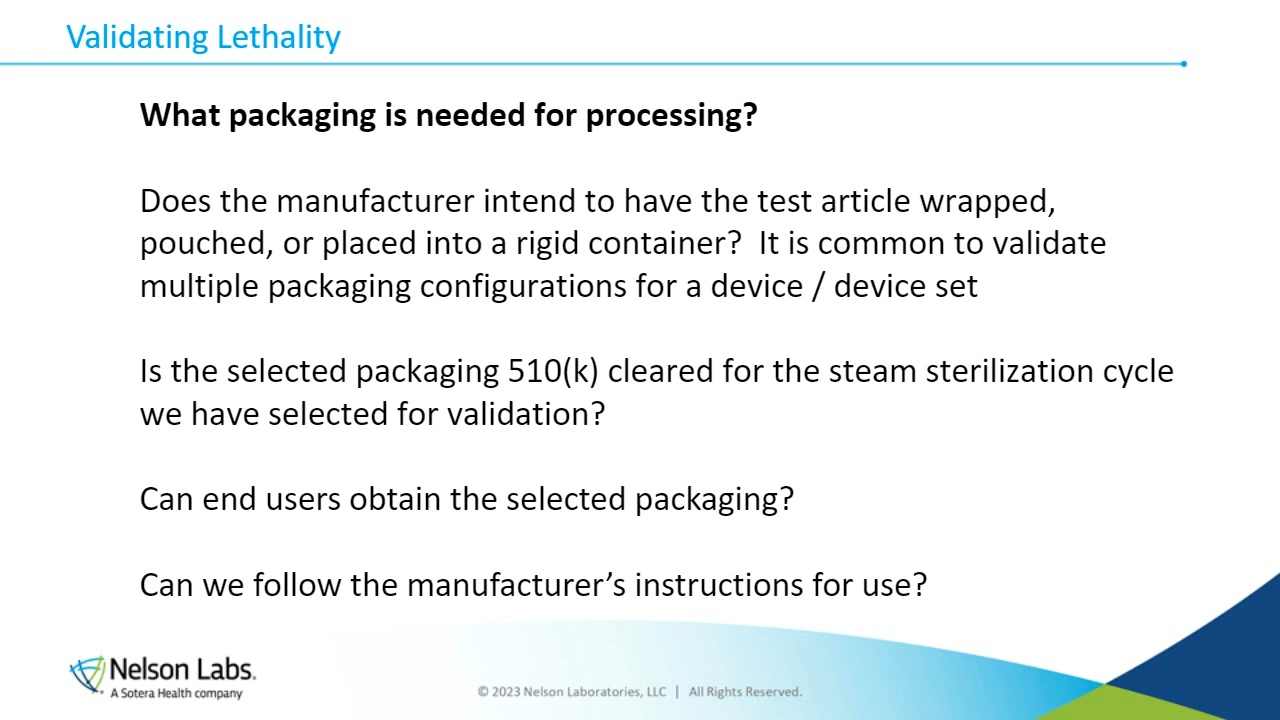 Validating Lethality
What packaging is needed for processing?
Does the manufacturer intend to have the test article wrapped,
pouched, or placed into a rigid container?  It is common to validate
multiple packaging configurations for a device / device set
Is the selected packaging 510(k) cleared for the steam sterilization cycle
we have selected for validation?
Can end users obtain the selected packaging?
Can we follow the manufacturer’s instructions for use?
Nelson Labs.
A Sotera Health company
© 2023 Nelson Laboratories, LLC | All Rights Reserved.